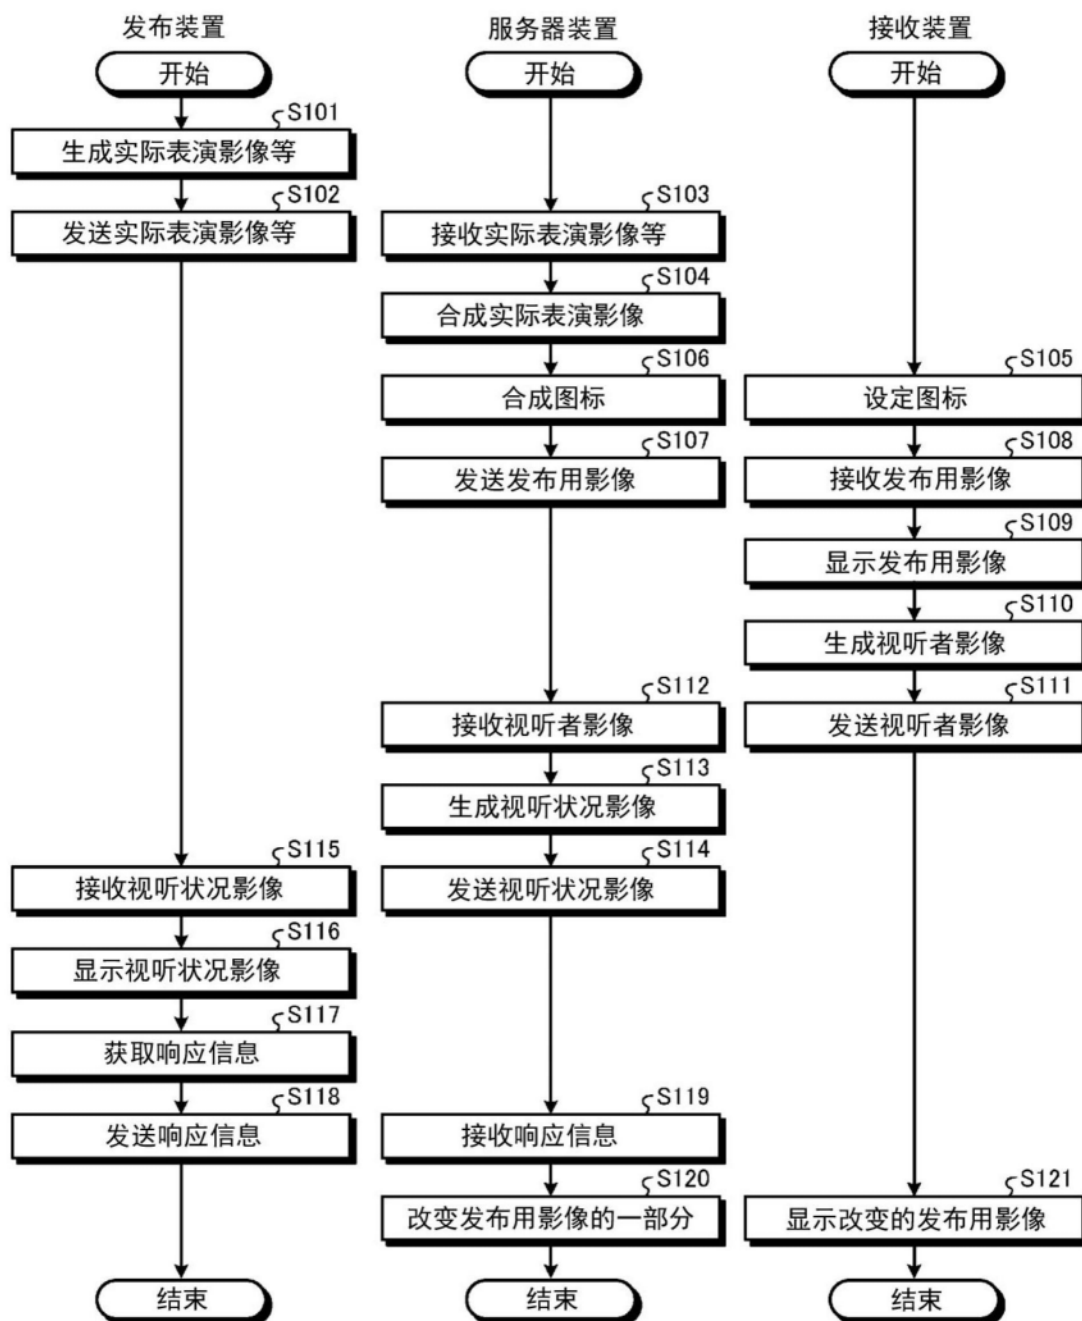 发布装置
服务器装置
接收装置
开始
开始
开始
S101
生成实际表演影像等
S102
发送实际表演影像等
S103
接收实际表演影像等
S104
合成实际表演影像
S106
合成图标
S105
设定图标
S107
发送发布用影像
S108
接收发布用影像
S109
显示发布用影像
S110
生成视听者影像
S112
接收视听者影像
S111
发送视听者影像
S113
生成视听状况影像
S115
接收视听状况影像
S114
发送视听状况影像
S116
显示视听状况影像
S117
获取响应信息
S118
发送响应信息
S119
接收响应信息
S120
改变发布用影像的一部分
S121
显示改变的发布用影像
结束
结束
结束